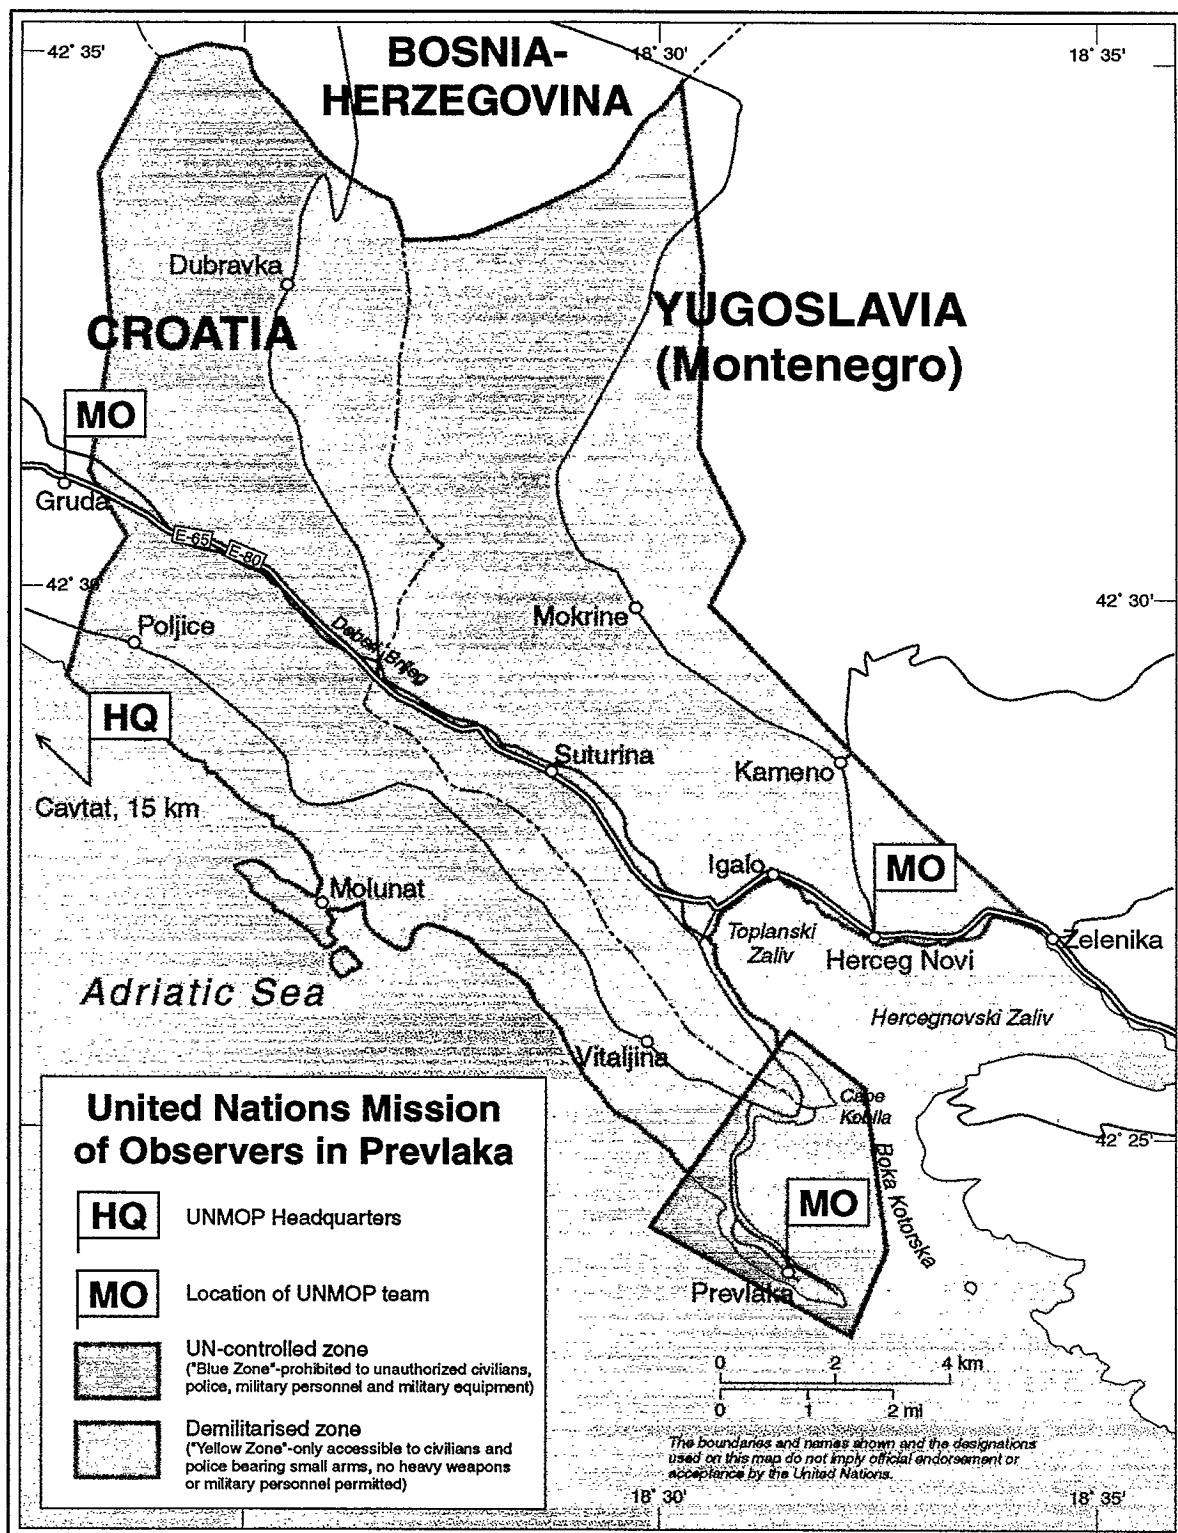 42° 35'
BOSNIA-
HERZEGOVINA
18° 30'
18° 35'
Dubravka
CROATIA
YUGOSLAVIA
(Montenegro)
MO
Gruda
E-65
E-80
42° 30'
Mokrine
42° 30'
Poljice
Debeli Brijeg
HQ
Suturina
Kameno
Cavtat, 15 km
Igalo
MO
Molunat
Toplanski
Zaliv
Herceg Novi
Zelenika
Adriatic Sea
Hercegnovski Zaliv
Vitaljina
Cape
Kobila
42° 25'
Boka Kotorska
MO
Prevlaka
United Nations Mission
of Observers in Prevlaka
HQ
UNMOP Headquarters
MO
Location of UNMOP team
UN-controlled zone
("Blue Zone"-prohibited to unauthorized civilians,
police, military personnel and military equipment)
Demilitarised zone
("Yellow Zone"-only accessible to civilians and
police bearing small arms, no heavy weapons
or military personnel permitted)
0 2 4 km
0 1 2 mi
The boundaries and names shown and the designations
used on this map do not imply official endorsement or
acceptance by the United Nations.
18° 30'
18° 35'